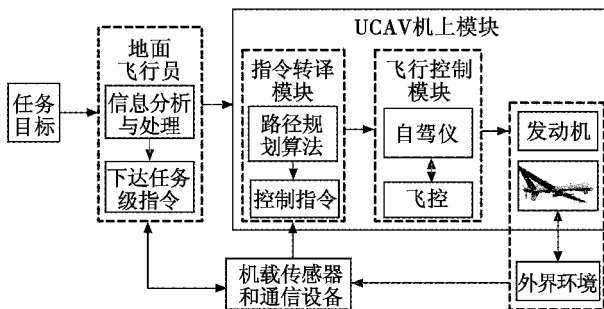 UCAV机上模块
地面
飞行员
指令转译
模块
飞行控制
模块
任务
目标
信息分析
与处理
路径规
划算法
自驾仪
发动机
下达任务
级指令
控制指令
飞控
机载传感器
和通信设备
外界环境